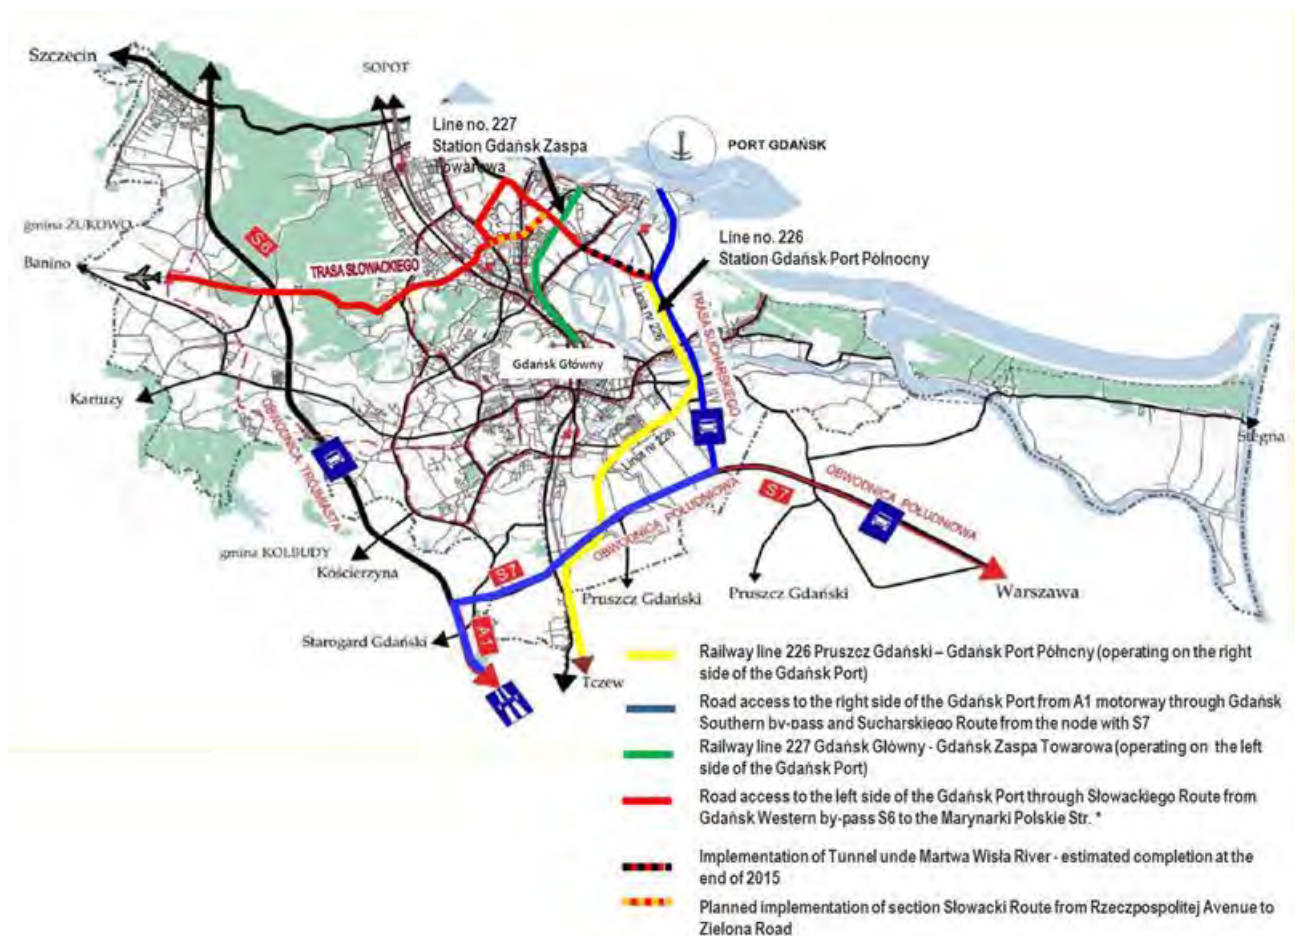 Szczecin
SOPOT
Line no. 227
Station Gdańsk Zaspa
Towarowa
PORT GDAŃSK
gmina ŻUKOWO
S6
Line no. 226
Station Gdańsk Port Północny
Banino
TRASA SŁOWACKIEGO
Linia nr 226
TRASA SUCHARSKIEGO
Gdańsk Główny
Kartuzy
OBWODNICA TRÓJMIASTA
Stegna
Linia nr 226
OBWODNICA POŁUDNIOWA
S7
OBWODNICA POŁUDNIOWA
gmina KOLBUDY
Kościerzyna
S7
Pruszcz Gdański
Pruszcz Gdański
Warszawa
Starogard Gdański
A1
Tczew
Railway line 226 Pruszcz Gdański – Gdańsk Port Półncny (operating on the right
side of the Gdańsk Port)
Road access to the right side of the Gdańsk Port from A1 motorway through Gdańsk
Southern by-pass and Sucharskiego Route from the node with S7
Railway line 227 Gdańsk Główny - Gdańsk Zaspa Towarowa (operating on the left
side of the Gdańsk Port)
Road access to the left side of the Gdańsk Port through Słowackiego Route from
Gdańsk Western by-pass S6 to the Marynarki Polskie Str. *
Implementation of Tunnel unde Martwa Wisła River - estimated completion at the
end of 2015
Planned implementation of section Słowacki Route from Rzeczpospolitej Avenue to
Zielona Road